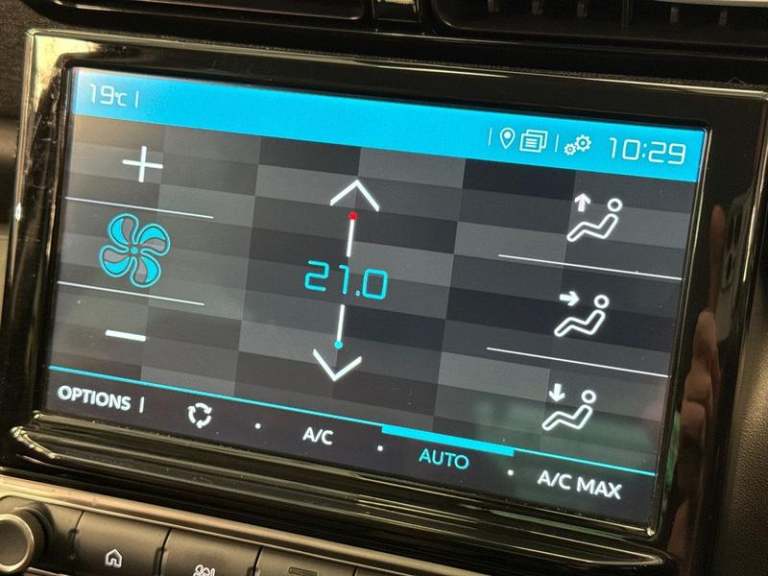 19°C |
10:29
21.0
OPTIONS |
A/C
AUTO
A/C MAX